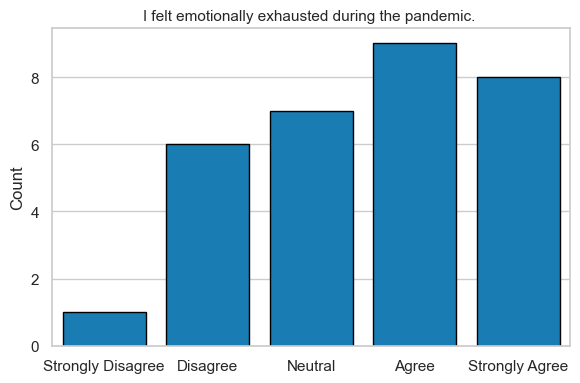 I felt emotionally exhausted during the pandemic.
Count
8
6
4
2
0
Strongly Disagree Disagree Neutral Agree Strongly Agree